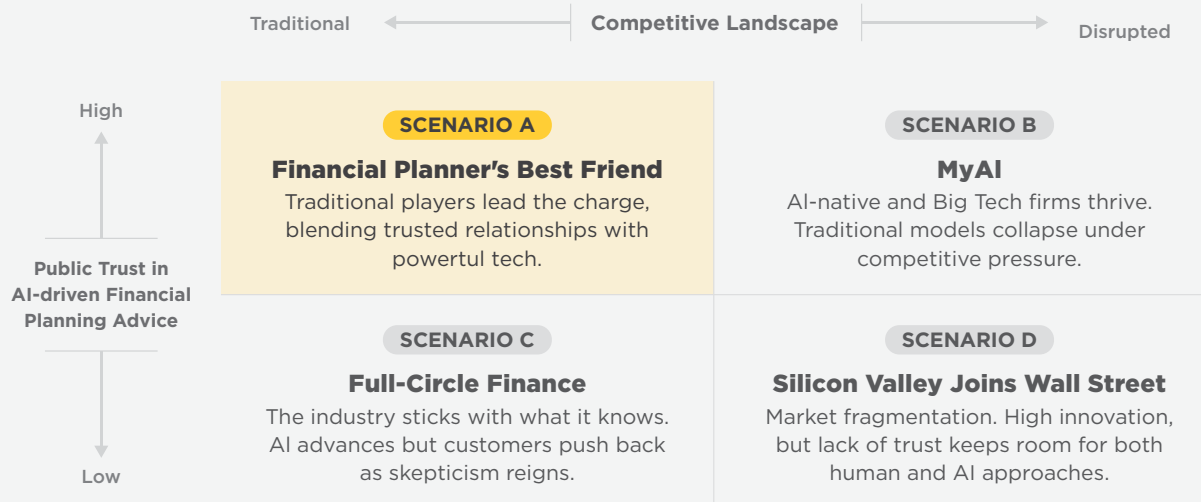 Traditional
Competitive Landscape
Disrupted
High
Public Trust in
AI-driven Financial
Planning Advice
Low
SCENARIO A
Financial Planner's Best Friend
Traditional players lead the charge,
blending trusted relationships with
powerful tech.
SCENARIO B
MyAI
AI-native and Big Tech firms thrive.
Traditional models collapse under
competitive pressure.
SCENARIO C
Full-Circle Finance
The industry sticks with what it knows.
AI advances but customers push back
as skepticism reigns.
SCENARIO D
Silicon Valley Joins Wall Street
Market fragmentation. High innovation,
but lack of trust keeps room for both
human and AI approaches.